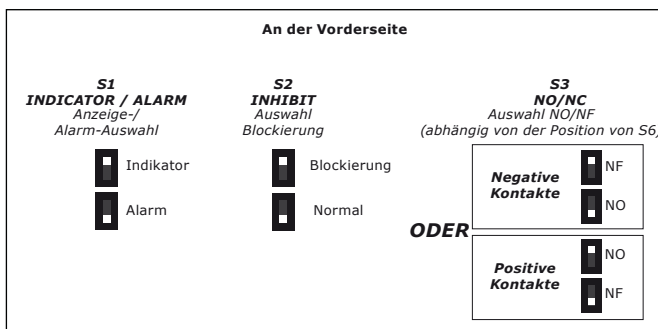 An der Vorderseite
S1
INDICATOR / ALARM
Anzeige-/
Alarm-Auswahl
Indikator
Alarm
S2
INHIBIT
Auswahl
Blockierung
Blockierung
Normal
S3
NO/NC
Auswahl NO/NF
(abhängig von der Position von S6)
Negative
Kontakte
NF
NO
ODER
Positive
Kontakte
NO
NF